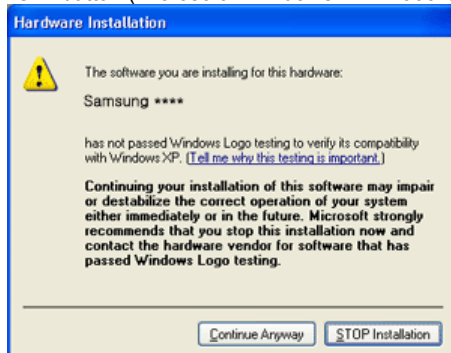 Hardware Installation
The software you are installing for this hardware:
Samsung ****
has not passed Windows Logo testing to verify its compatibility
with Windows XP. (Tell me why this testing is important.)
Continuing your installation of this software may impair
or destabilize the correct operation of your system
either immediately or in the future. Microsoft strongly
recommends that you stop this installation now and
contact the hardware vendor for software that has
passed Windows Logo testing.
Continue Anyway STOP Installation